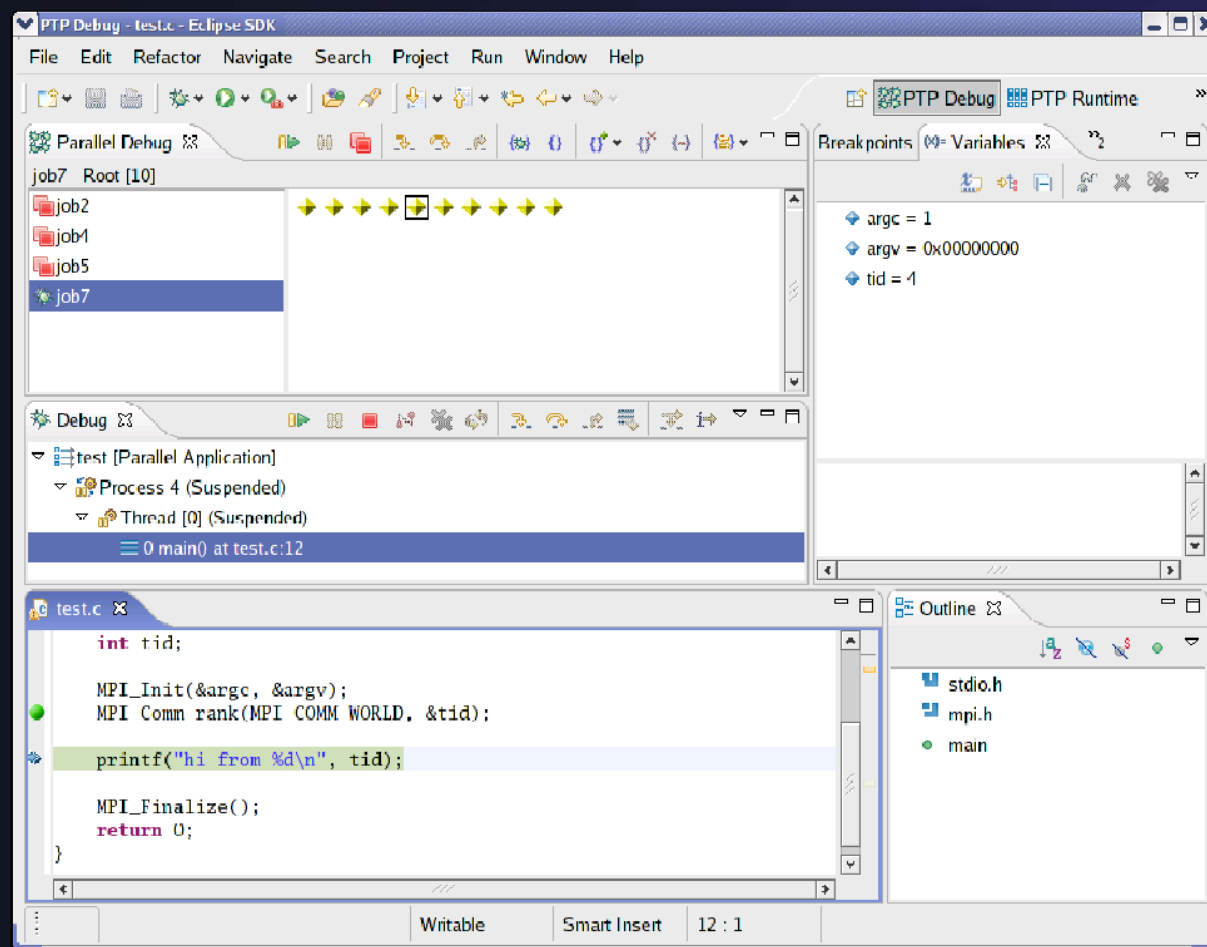 PTP Debug - test.c - Eclipse SDK
File Edit Refactor Navigate Search Project Run Window Help
PTP Debug PTP Runtime »
Parallel Debug
Breakpoints (x)= Variables »2
job7 Root [10]
job2
job4
job5
job7
argc = 1
argv = 0x00000000
tid = 4
Debug
test [Parallel Application]
Process 4 (Suspended)
Thread [0] (Suspended)
0 main() at test.c:12
test.c
int tid;
MPI_Init(&argc, &argv);
MPI_Comm_rank(MPI_COMM_WORLD, &tid);
printf("hi from %d\n", tid);
MPI_Finalize();
return 0;
}
Outline
stdio.h
mpi.h
main
Writable Smart Insert 12 : 1